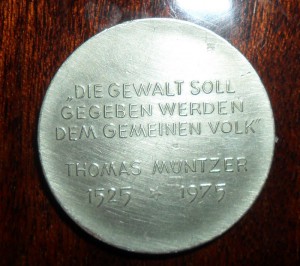 „DIE GEWALT SOLL
GEGEBEN WERDEN
DEM GEMEINEN VOLK“
THOMAS MÜNTZER
1525 * 1975